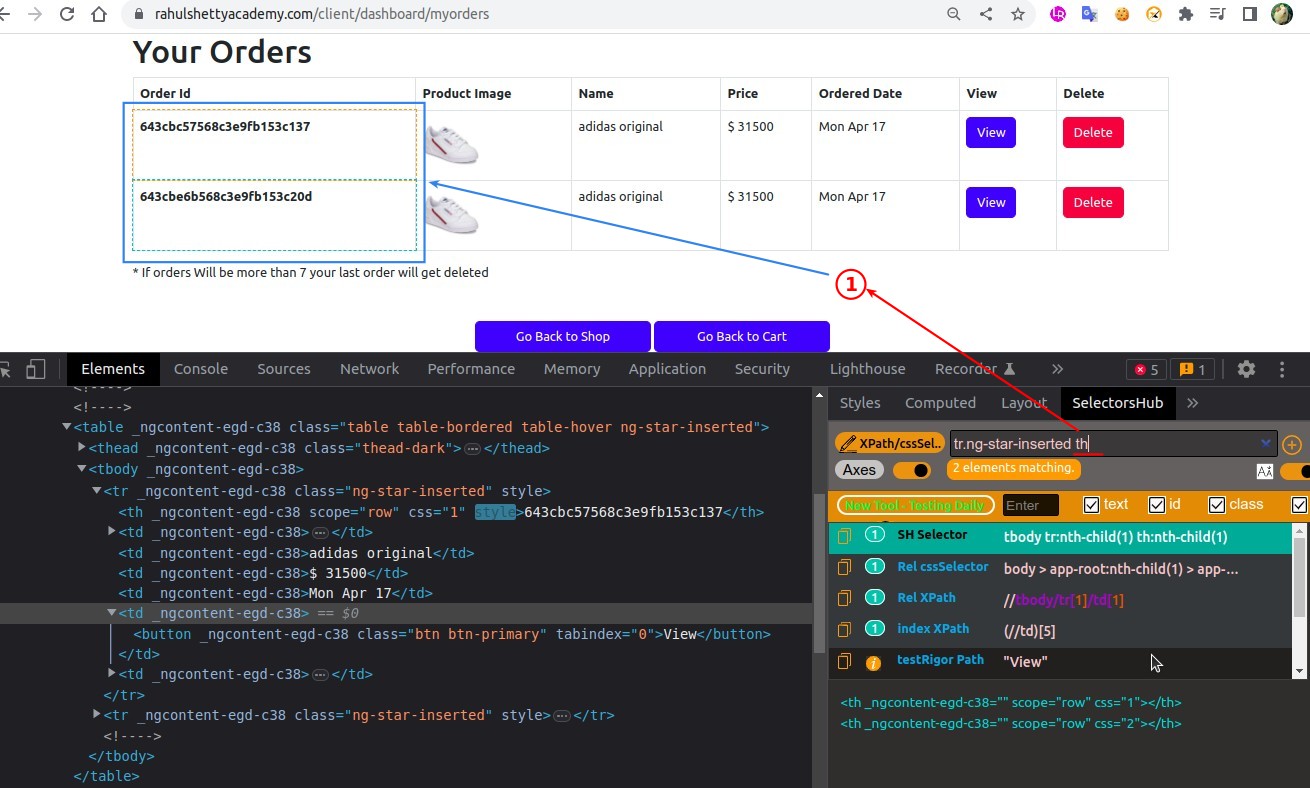 rahulshettyacademy.com/client/dashboard/myorders
Your Orders
Order Id Product Image Name Price Ordered Date View Delete
643cbc57568c3e9fb153c137 adidas original $ 31500 Mon Apr 17 View Delete
643cbe6b568c3e9fb153c20d adidas original $ 31500 Mon Apr 17 View Delete
* If orders Will be more than 7 your last order will get deleted
1
Go Back to Shop Go Back to Cart
Elements Console Sources Network Performance Memory Application Security Lighthouse Recorder 5 1
<!---->
<!---->
<table _ngcontent-egd-c38 class="table table-bordered table-hover ng-star-inserted">
<thead _ngcontent-egd-c38 class="thead-dark">…</thead>
<tbody _ngcontent-egd-c38>
<tr _ngcontent-egd-c38 class="ng-star-inserted" style>
<th _ngcontent-egd-c38 scope="row" css="1" style>643cbc57568c3e9fb153c137</th>
<td _ngcontent-egd-c38>…</td>
<td _ngcontent-egd-c38>adidas original</td>
<td _ngcontent-egd-c38>$ 31500</td>
<td _ngcontent-egd-c38>Mon Apr 17</td>
<td _ngcontent-egd-c38> == $0
<button _ngcontent-egd-c38 class="btn btn-primary" tabindex="0">View</button>
</td>
<td _ngcontent-egd-c38>…</td>
</tr>
<tr _ngcontent-egd-c38 class="ng-star-inserted" style>…</tr>
<!---->
</tbody>
</table>
Styles Computed Layout SelectorsHub
XPath/cssSel.. tr.ng-star-inserted th
Axes 2 elements matching.
New Tool - Testing Daily Enter text id class
1 SH Selector tbody tr:nth-child(1) th:nth-child(1)
1 Rel cssSelector body > app-root:nth-child(1) > app-...
1 Rel XPath //tbody/tr[1]/td[1]
1 index XPath (//td)[5]
testRigor Path "View"
<th _ngcontent-egd-c38="" scope="row" css="1"></th>
<th _ngcontent-egd-c38="" scope="row" css="2"></th>